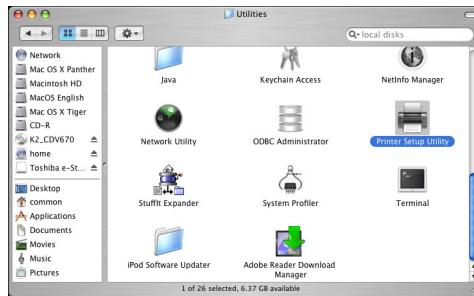 Utilities
local disks
Network
Mac OS X Panther
Macintosh HD
MacOS English
Mac OS X Tiger
CD-R
K2_CDV670
home
Toshiba e-St...
Desktop
common
Applications
Documents
Movies
Music
Pictures
Java
Keychain Access
NetInfo Manager
Network Utility
ODBC Administrator
Printer Setup Utility
StuffIt Expander
System Profiler
Terminal
iPod Software Updater
Adobe Reader Download
Manager
1 of 26 selected, 6.37 GB available